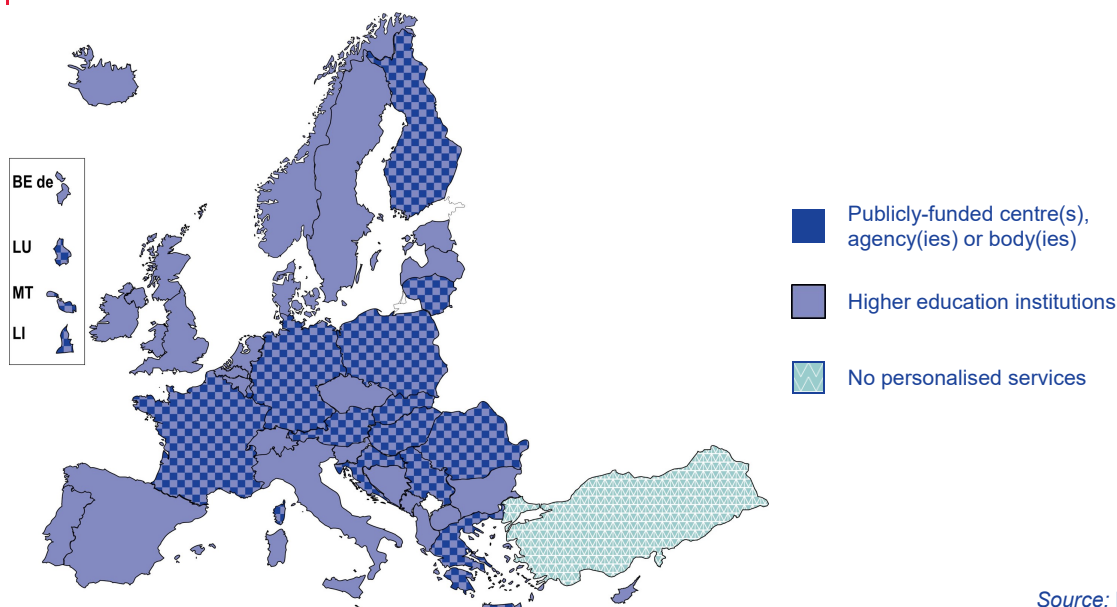 BE de
LU
MT
LI
Publicly-funded centre(s),
agency(ies) or body(ies)
Higher education institutions
No personalised services
Source: